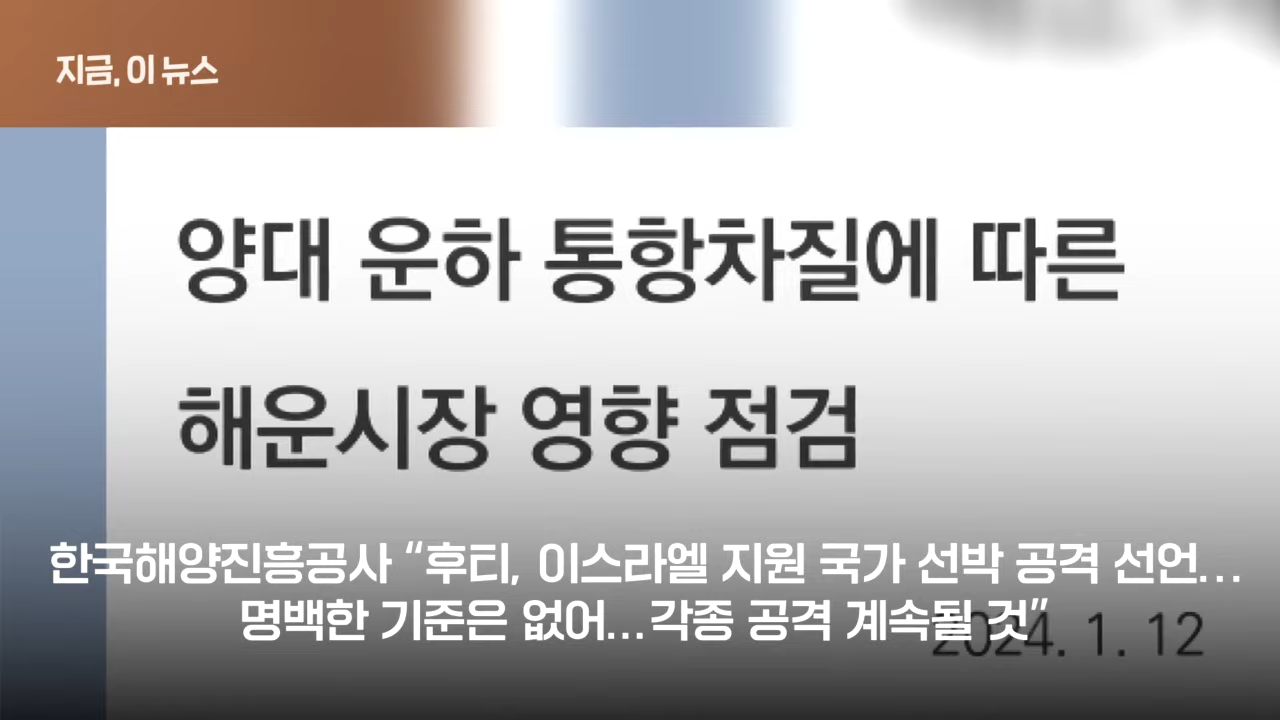 지금, 이 뉴스
양대 운하 통항차질에 따른
해운시장 영향 점검
한국해양진흥공사 “후티, 이스라엘 지원 국가 선박 공격 선언...
명백한 기준은 없어...각종 공격 계속될 것”
2024. 1. 12